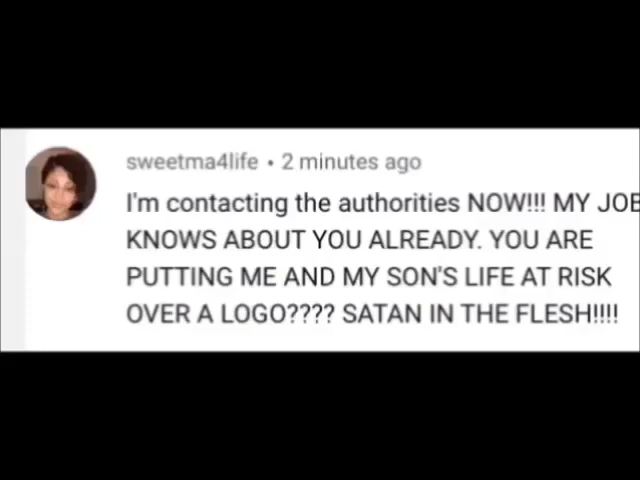 sweetma4life • 2 minutes ago
I'm contacting the authorities NOW!!! MY JOB
KNOWS ABOUT YOU ALREADY. YOU ARE
PUTTING ME AND MY SON'S LIFE AT RISK
OVER A LOGO???? SATAN IN THE FLESH!!!!